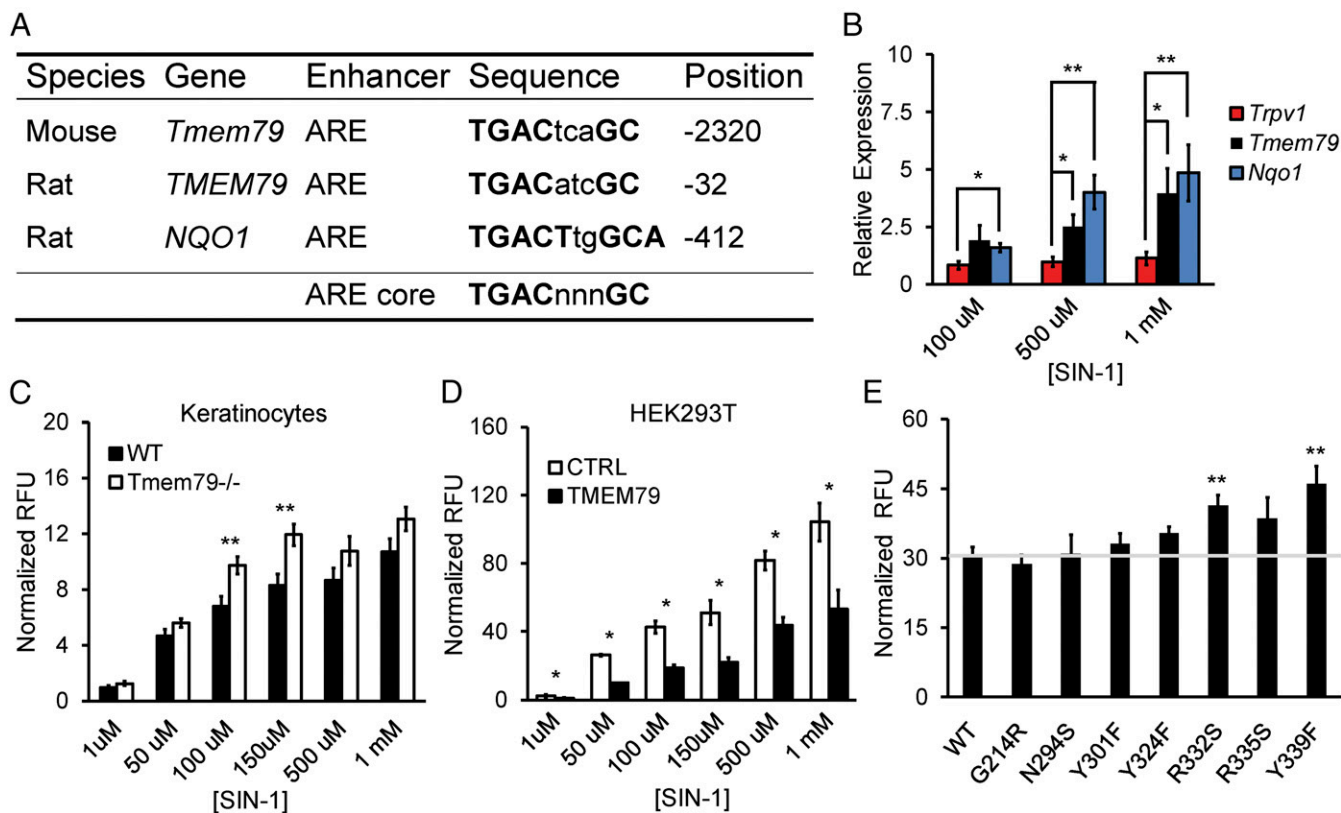 A
Species Gene Enhancer Sequence Position
Mouse Tmem79 ARE TGACtcaGC -2320
Rat TMEM79 ARE TGACatcGC -32
Rat NQO1 ARE TGACTtgGCA -412
ARE core TGACnnnGC
B
Relative Expression
10
7.5
5
2.5
0
*
*
**
*
**
Trpv1
Tmem79
Nqo1
100 uM
500 uM
1 mM
[SIN-1]
C
Keratinocytes
Normalized RFU
20
16
12
8
4
0
WT
Tmem79-/-
**
**
1uM
50 uM
100 uM
150uM
500 uM
1 mM
[SIN-1]
D
HEK293T
Normalized RFU
160
120
80
40
0
CTRL
TMEM79
*
*
*
*
*
*
1uM
50 uM
100 uM
150uM
500 uM
1 mM
[SIN-1]
E
Normalized RFU
60
45
30
15
0
**
**
WT
G214R
N294S
Y301F
Y324F
R332S
R335S
Y339F